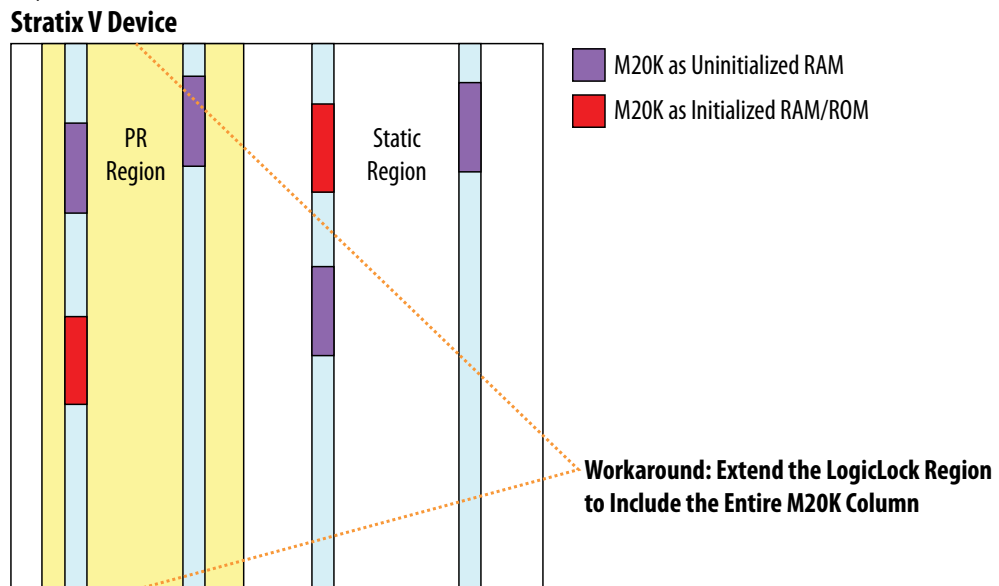 Stratix V Device
PR
Region
Static
Region
M20K as Uninitialized RAM
M20K as Initialized RAM/ROM
Workaround: Extend the LogicLock Region
to Include the Entire M20K Column